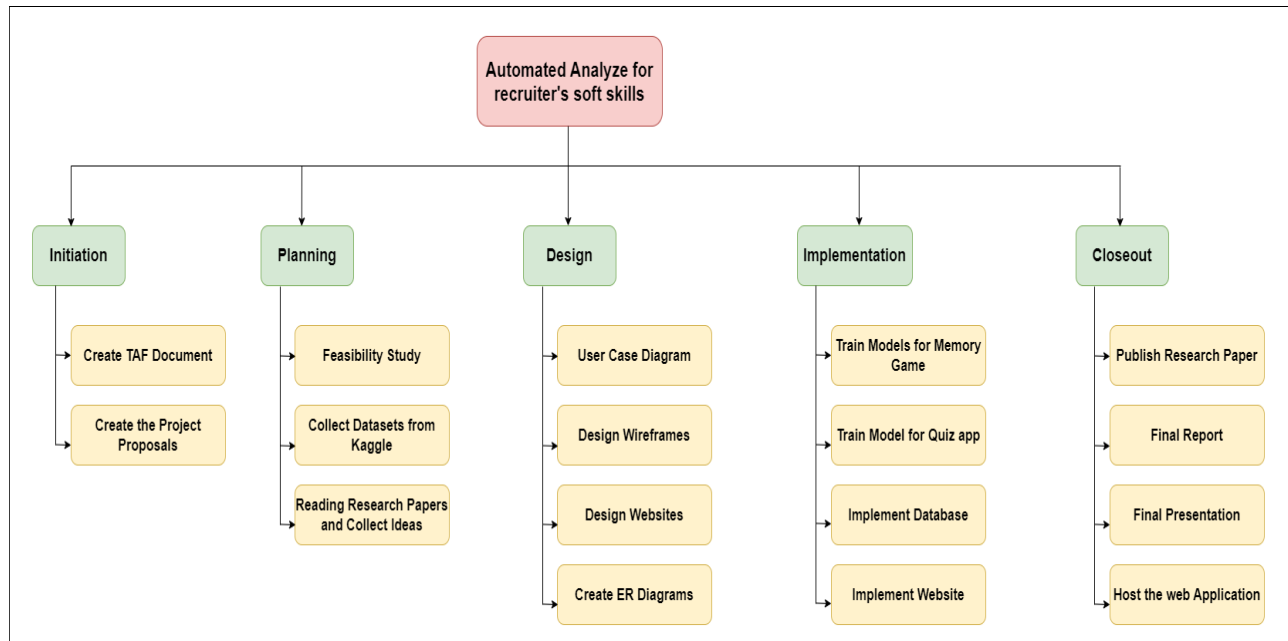 Automated Analyze for
recruiter's soft skills
Initiation
Planning
Design
Implementation
Closeout
Create TAF Document
Create the Project
Proposals
Feasibility Study
Collect Datasets from
Kaggle
Reading Research Papers
and Collect Ideas
User Case Diagram
Design Wireframes
Design Websites
Create ER Diagrams
Train Models for Memory
Game
Train Model for Quiz app
Implement Database
Implement Website
Publish Research Paper
Final Report
Final Presentation
Host the web Application